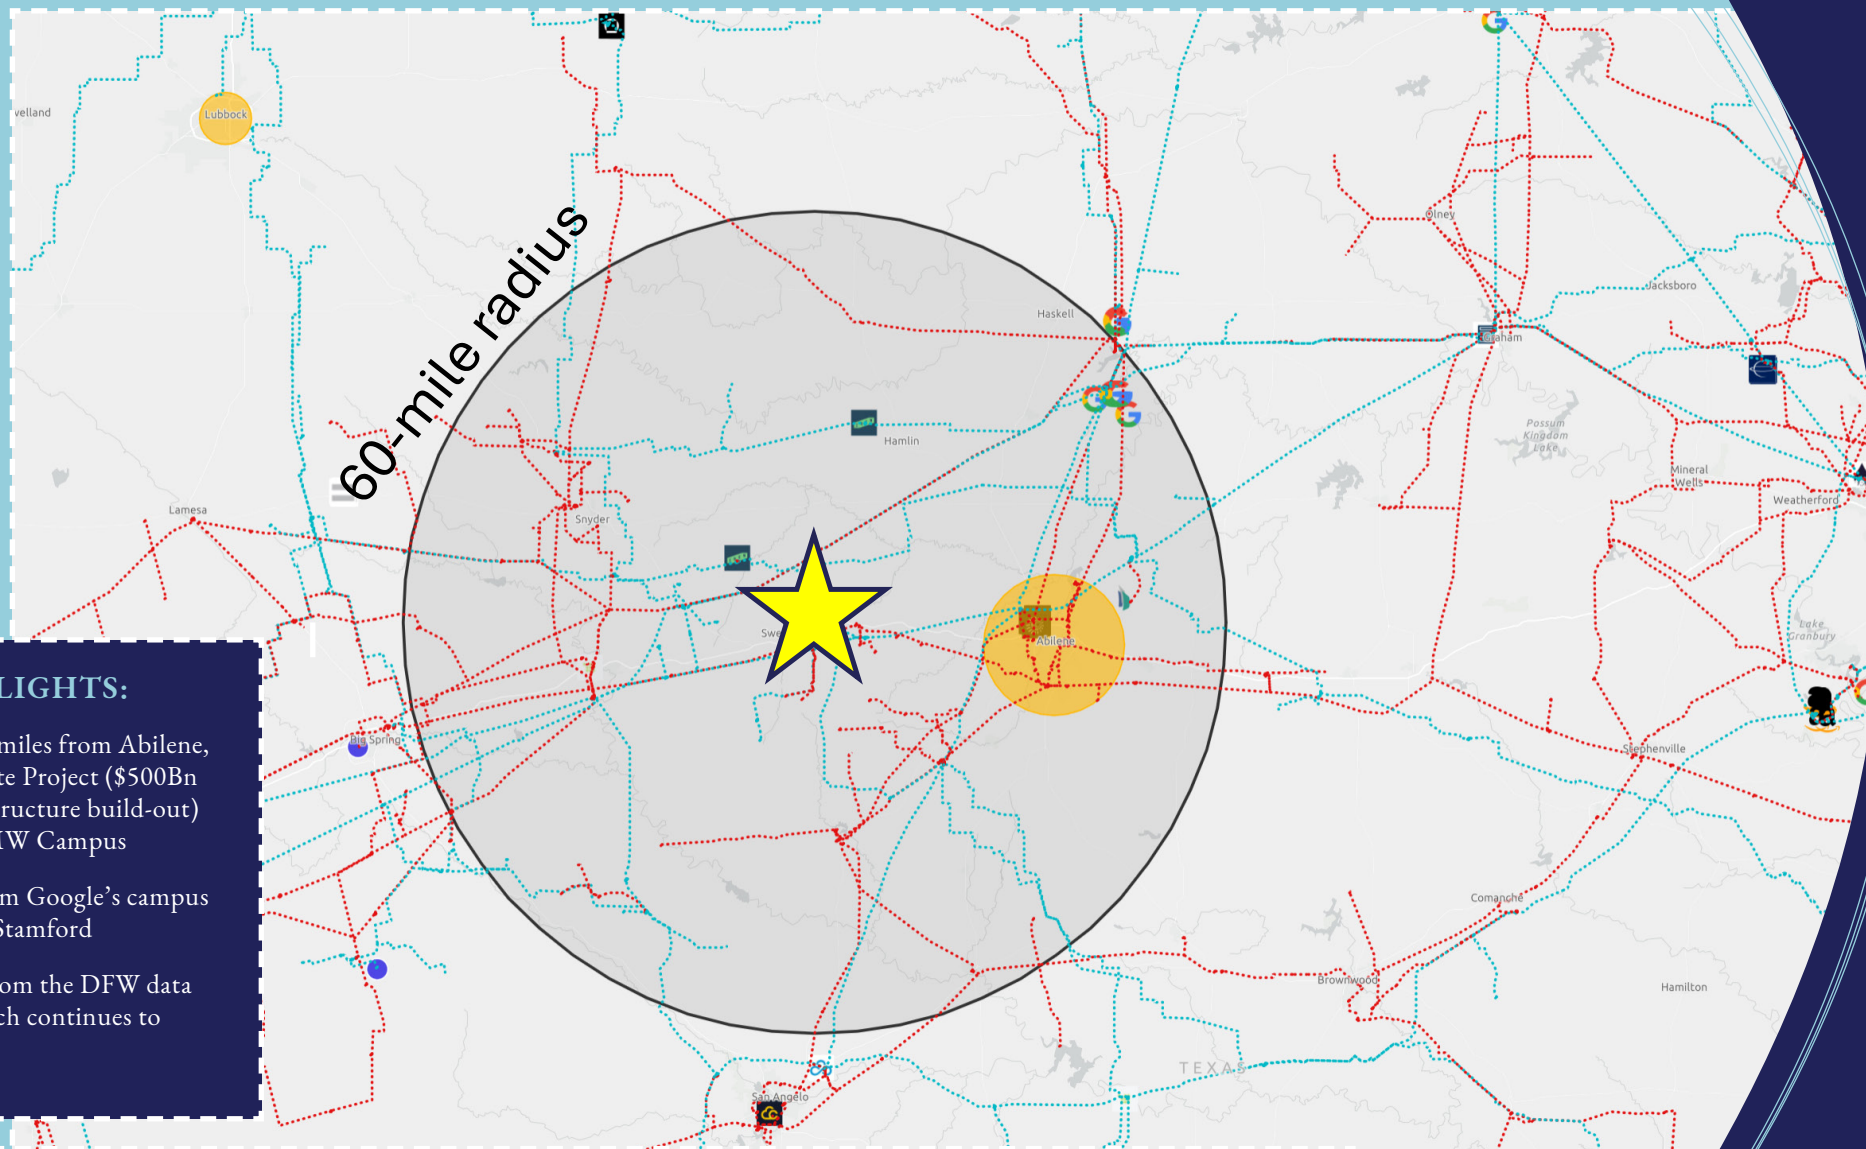 velland
Lubbock
60-mile radius
Haskell
Olney
Jacksboro
Graham
Hamlin
Possum
Kingdom
Lake
Mineral
Wells
Weatherford
Lamesa
Snyder
Swe
Abilene
Lake
Granbury
Big Spring
Stephenville
LIGHTS:
miles from Abilene,
te Project ($500Bn
ructure build-out)
IW Campus
m Google's campus
Stamford
om the DFW data
ch continues to
Comanche
Brownwood
Hamilton
TEXAS
San Angelo